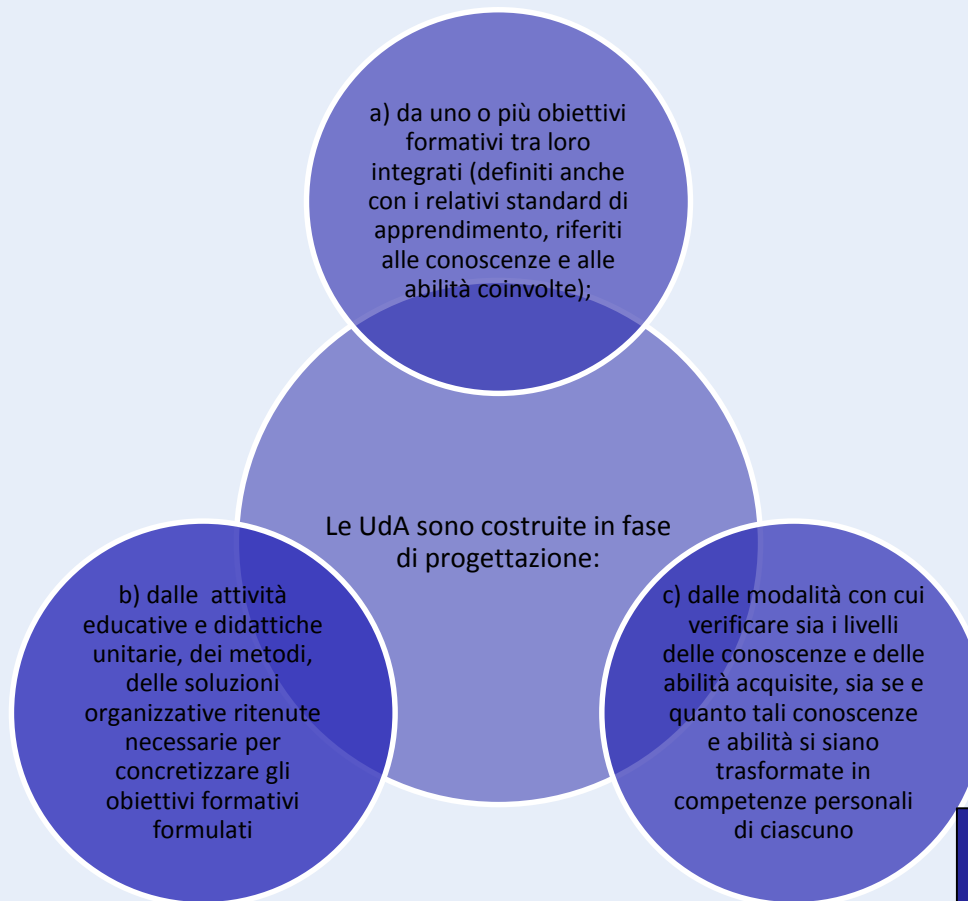 a) da uno o più obiettivi
formativi tra loro
integrati (definiti anche
con i relativi standard di
apprendimento, riferiti
alle conoscenze e alle
abilità coinvolte);
Le UdA sono costruite in fase
di progettazione:
b) dalle attività
educative e didattiche
unitarie, dei metodi,
delle soluzioni
organizzative ritenute
necessarie per
concretizzare gli
obiettivi formativi
formulati
c) dalle modalità con cui
verificare sia i livelli
delle conoscenze e delle
abilità acquisite, sia se e
quanto tali conoscenze
e abilità si siano
trasformate in
competenze personali
di ciascuno